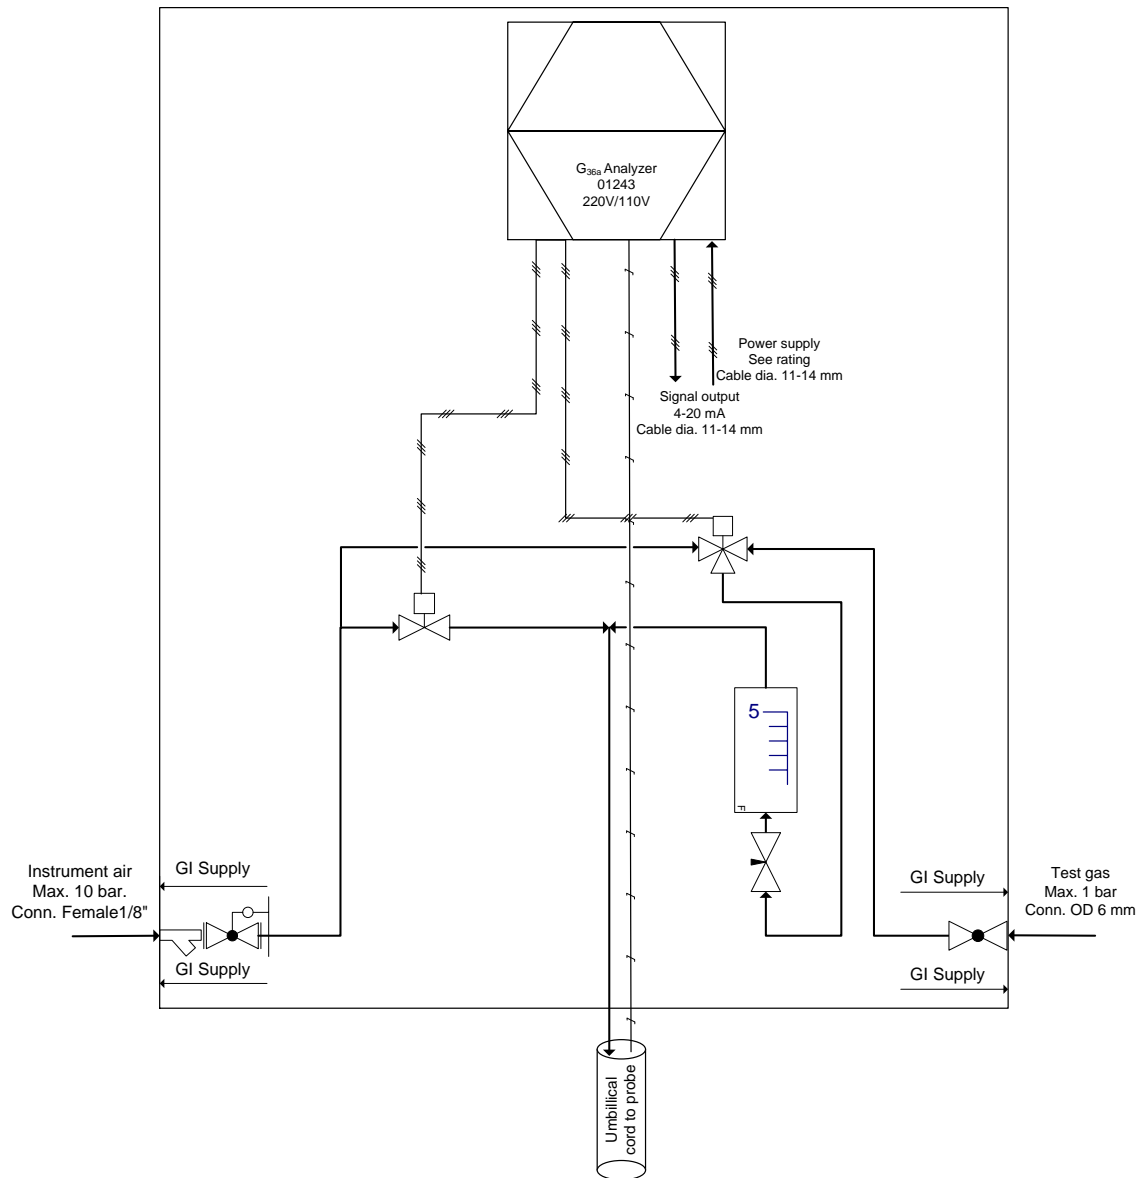 G36a Analyzer
01243
220V/110V
Power supply
See rating
Cable dia. 11-14 mm
Signal output
4-20 mA
Cable dia. 11-14 mm
5
F
Instrument air
Max. 10 bar.
Conn. Female1/8"
GI Supply
GI Supply
GI Supply
GI Supply
Test gas
Max. 1 bar
Conn. OD 6 mm
Umbillical
cord to probe